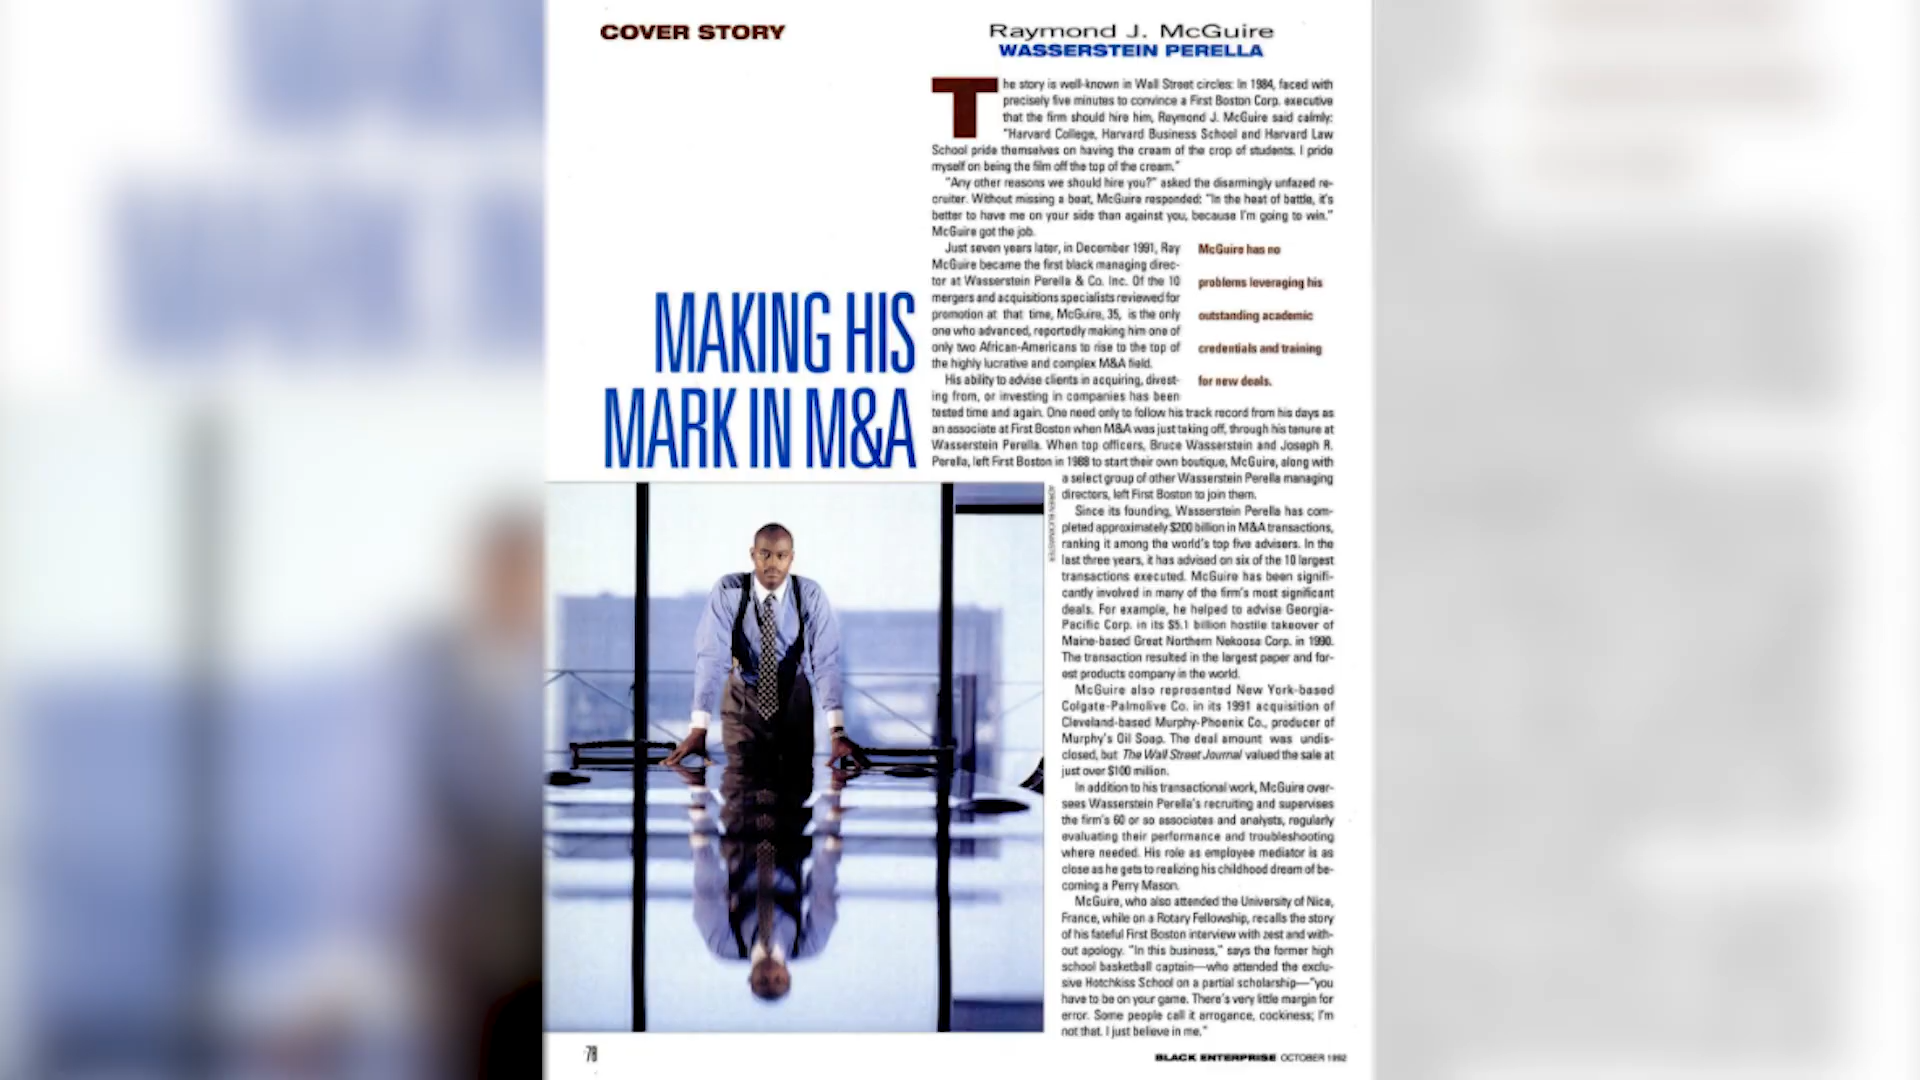 COVER STORY
Raymond J. McGuire
WASSERSTEIN PERELLA
The story is well-known in Wall Street circles: In 1984, faced with
precisely five minutes to convince a First Boston Corp. executive
that the firm should hire him, Raymond J. McGuire said calmly:
"Harvard College, Harvard Business School and Harvard Law
School pride themselves on having the cream of the crop of students. I pride
myself on being the film off the top of the cream."
"Any other reasons we should hire you?" asked the disarmingly unfazed re-
cruiter. Without missing a beat, McGuire responded: "In the heat of battle, it's
better to have me on your side than against you, because I'm going to win."
McGuire got the job.
Just seven years later, in December 1991, Ray
McGuire became the first black managing direc-
tor at Wasserstein Perella & Co. Inc. Of the 10
mergers and acquisitions specialists reviewed for
promotion at that time, McGuire, 35, is the only
one who advanced, reportedly making him one of
only two African-Americans to rise to the top of
the highly lucrative and complex M&A field.
His ability to advise clients in acquiring, divest-
ing from, or investing in companies has been
tested time and again. One need only to follow his track record from his days as
an associate at First Boston when M&A was just taking off, through his tenure at
Wasserstein Perella. When top officers, Bruce Wasserstein and Joseph R.
Perella, left First Boston in 1988 to start their own boutique, McGuire, along with
a select group of other Wasserstein Perella managing
directors, left First Boston to join them.
Since its founding, Wasserstein Perella has com-
pleted approximately $200 billion in M&A transactions,
ranking it among the world's top five advisers. In the
last three years, it has advised on six of the 10 largest
transactions executed. McGuire has been signifi-
cantly involved in many of the firm's most significant
deals. For example, he helped to advise Georgia-
Pacific Corp. in its $5.1 billion hostile takeover of
Maine-based Great Northern Nekoosa Corp. in 1990.
The transaction resulted in the largest paper and for-
est products company in the world.
McGuire also represented New York-based
Colgate-Palmolive Co. in its 1991 acquisition of
Cleveland-based Murphy-Phoenix Co., producer of
Murphy's Oil Soap. The deal amount was undis-
closed, but The Wall Street Journal valued the sale at
just over $100 million.
In addition to his transactional work, McGuire over-
sees Wasserstein Perella's recruiting and supervises
the firm's 60 or so associates and analysts, regularly
evaluating their performance and troubleshooting
where needed. His role as employee mediator is as
close as he gets to realizing his childhood dream of be-
coming a Perry Mason.
McGuire, who also attended the University of Nice,
France, while on a Rotary Fellowship, recalls the story
of his fateful First Boston interview with zest and with-
out apology. "In this business," says the former high
school basketball captain—who attended the exclu-
sive Hotchkiss School on a partial scholarship—"you
have to be on your game. There's very little margin for
error. Some people call it arrogance, cockiness; I'm
not that. I just believe in me."
McGuire has no
problems leveraging his
outstanding academic
credentials and training
for new deals.
MAKING HIS
MARK IN M&A
78
BLACK ENTERPRISE OCTOBER 1992